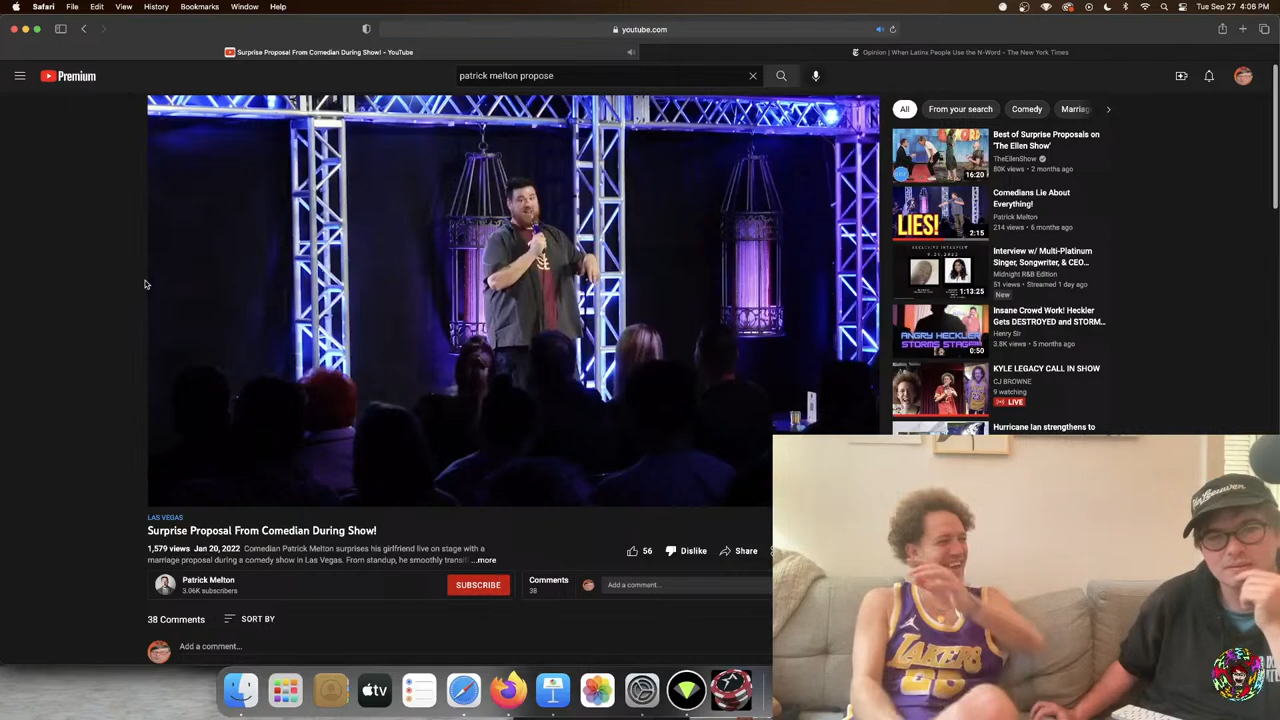 Safari File Edit View History Bookmarks Window Help
Tue Sep 27 4:06 PM
youtube.com
Surprise Proposal From Comedian During Show! - YouTube
Opinion | When Latinx People Use the N-Word - The New York Times
Premium
patrick melton propose
All
From your search
Comedy
Marriag
Best of Surprise Proposals on
'The Ellen Show'
TheEllenShow
80K views • 2 months ago
16:20
Comedians Lie About
Everything!
Patrick Melton
214 views • 6 months ago
LIES!
2:15
Interview w/ Multi-Platinum
Singer, Songwriter, & CEO...
Midnight R&B Edition
51 views • Streamed 1 day ago
New
1:13:25
Insane Crowd Work! Heckler
Gets DESTROYED and STORM...
Henry Sir
3.8K views • 5 months ago
ANGRY HECKLER
STORMS STAGE
0:50
KYLE LEGACY CALL IN SHOW
CJ BROWNE
9 watching
LIVE
Hurricane Ian strengthens to
LAS VEGAS
Surprise Proposal From Comedian During Show!
1,579 views Jan 20, 2022 Comedian Patrick Melton surprises his girlfriend live on stage with a
marriage proposal during a comedy show in Las Vegas. From standup, he smoothly transiti ...more
56
Dislike
Share
Patrick Melton
3.06K subscribers
SUBSCRIBE
Comments
38
Add a comment...
38 Comments
SORT BY
Add a comment...
tv
LAKERS